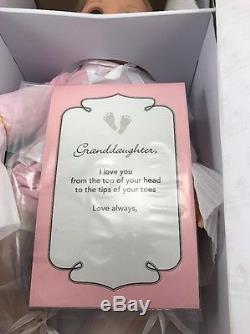 Granddaughter,
I love you
from the top of your head
to the tips of your toes
Love always,